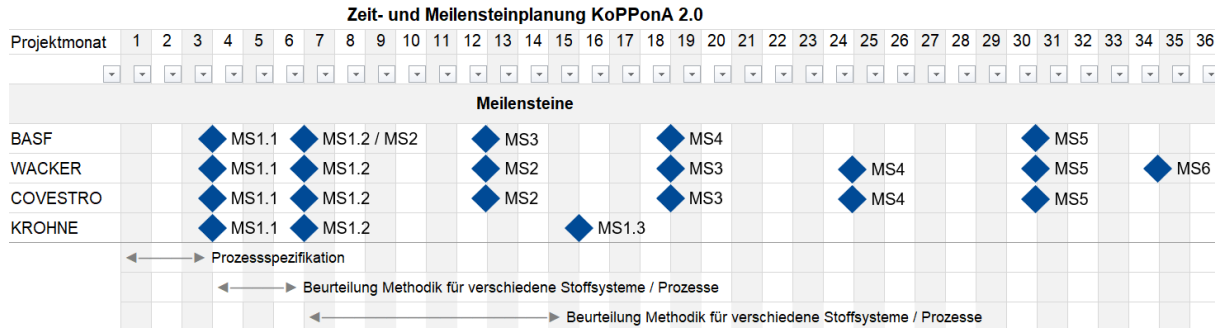 Zeit- und Meilensteinplanung KoPPonA 2.0
Projektmonat 1 2 3 4 5 6 7 8 9 10 11 12 13 14 15 16 17 18 19 20 21 22 23 24 25 26 27 28 29 30 31 32 33 34 35 36
Meilensteine
BASF MS1.1 MS1.2 / MS2 MS3 MS4 MS5
WACKER MS1.1 MS1.2 MS2 MS3 MS4 MS5 MS6
COVESTRO MS1.1 MS1.2 MS2 MS3 MS4 MS5
KROHNE MS1.1 MS1.2 MS1.3
Prozessspezifikation
Beurteilung Methodik für verschiedene Stoffsysteme / Prozesse
Beurteilung Methodik für verschiedene Stoffsysteme / Prozesse